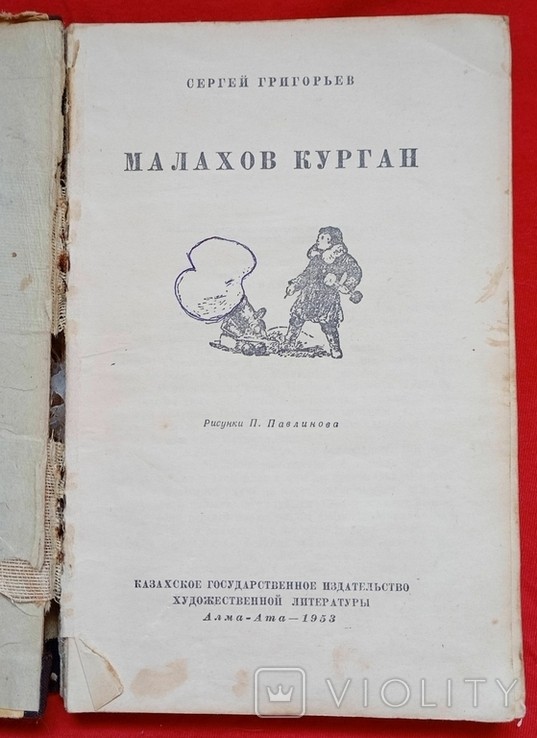 СЕРГЕЙ ГРИГОРЬЕВ
МАЛАХОВ КУРГАН
Рисунки П. Павлинова
КАЗАХСКОЕ ГОСУДАРСТВЕННОЕ ИЗДАТЕЛЬСТВО
ХУДОЖЕСТВЕННОЙ ЛИТЕРАТУРЫ
Алма-Ата — 1953
VIOLITY